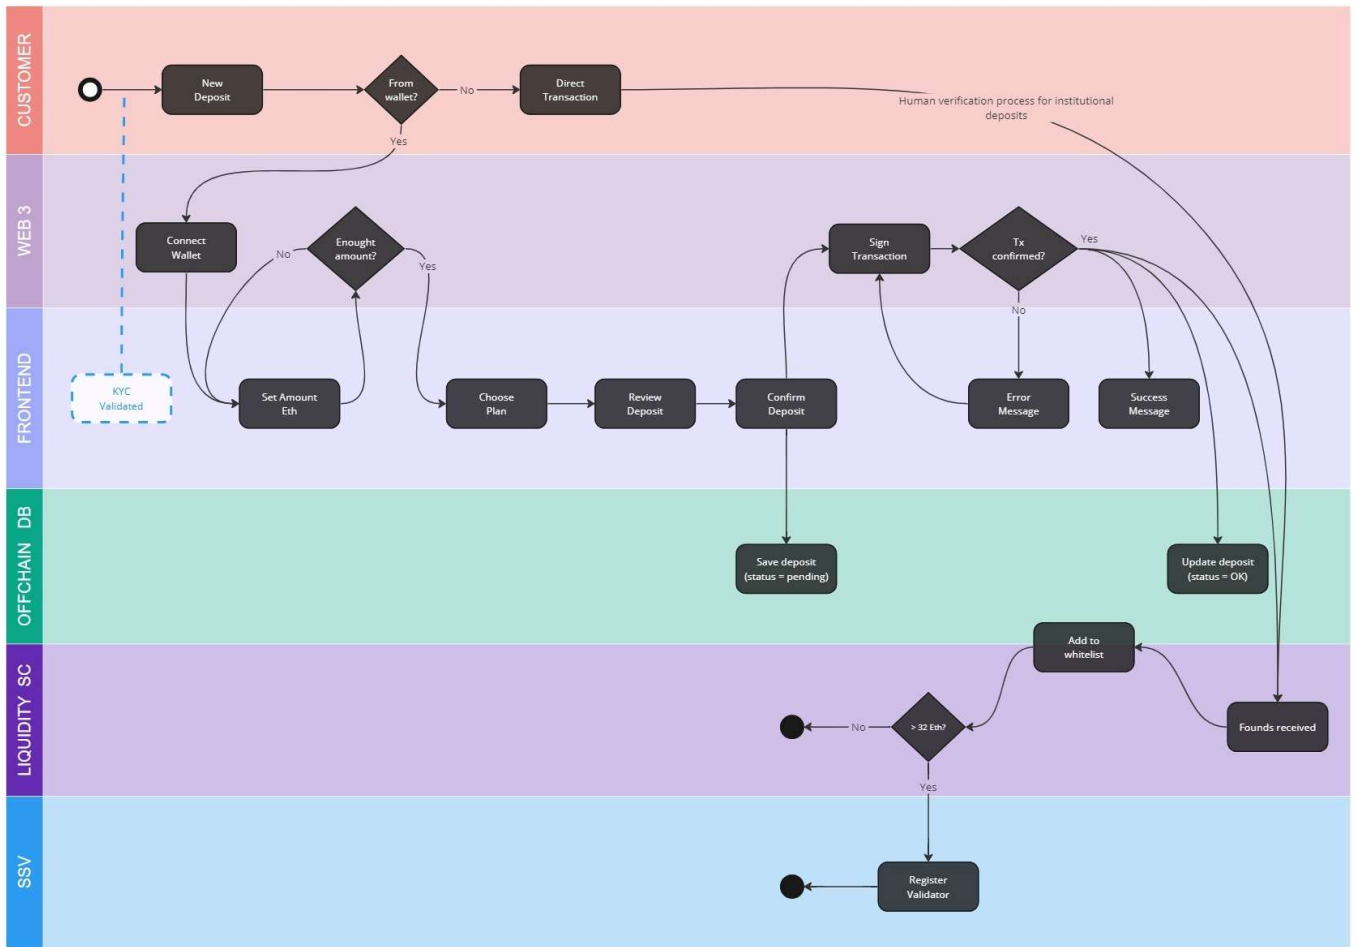 CUSTOMER
New
Deposit
From
wallet?
No
Direct
Transaction
Human verification process for institutional
deposits
Yes
WEB 3
Connect
Wallet
No
Enought
amount?
Yes
Sign
Transaction
Tx
confirmed?
Yes
No
FRONTEND
KYC
Validated
Set Amount
Eth
Choose
Plan
Review
Deposit
Confirm
Deposit
Error
Message
Success
Message
OFFCHAIN DB
Save deposit
(status = pending)
Update deposit
(status = OK)
LIQUIDITY SC
Add to
whitelist
No
> 32 Eth?
Founds received
Yes
SSV
Register
Validator